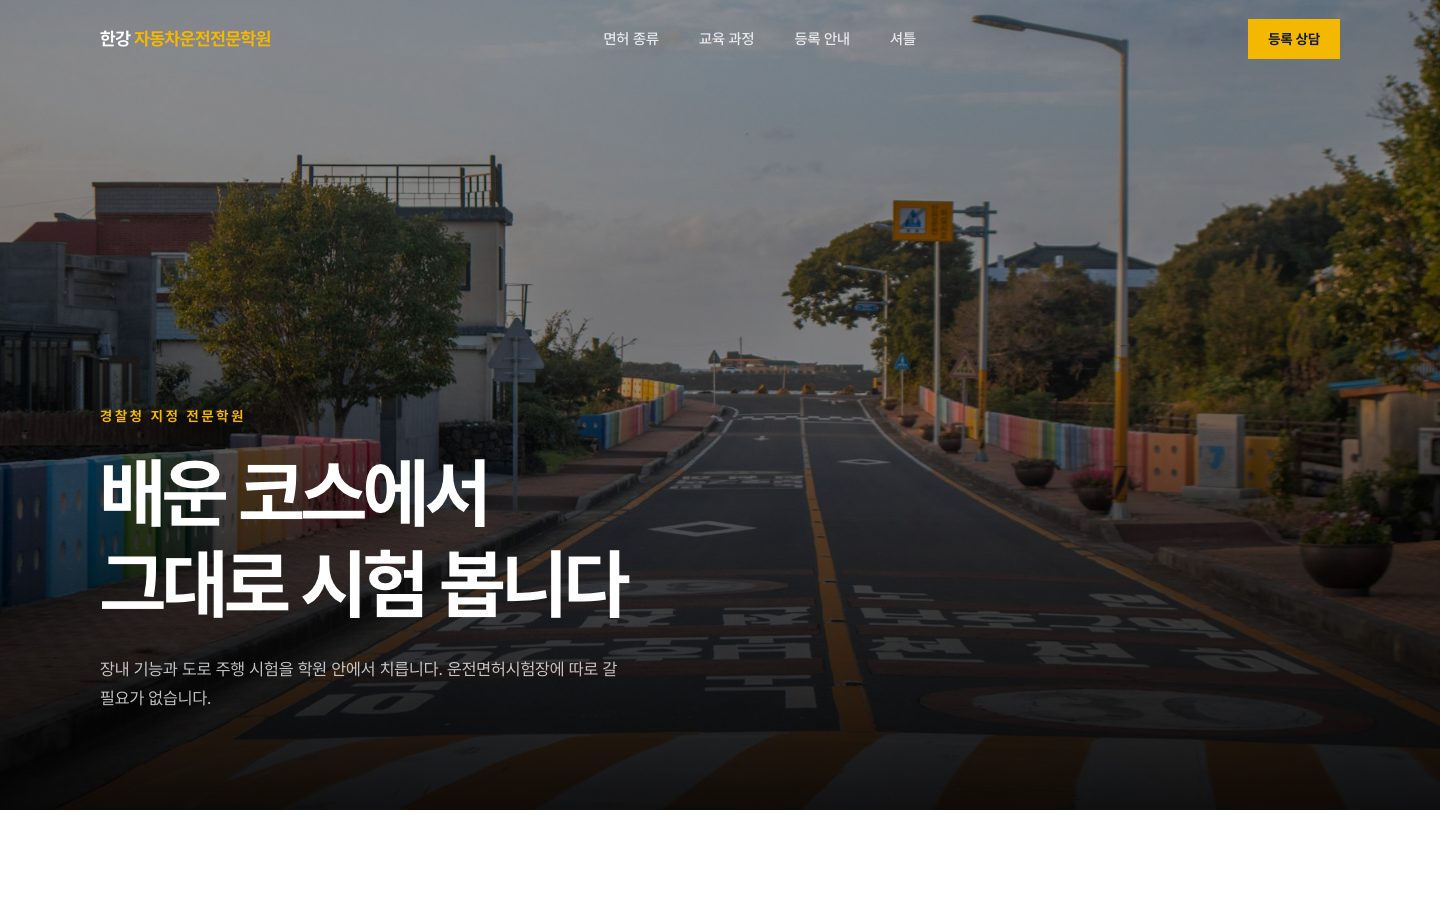 한강 자동차운전전문학원
면허 종류
교육 과정
등록 안내
셔틀
등록 상담
경찰청 지정 전문학원
배운 코스에서
그대로 시험 봅니다
장내 기능과 도로 주행 시험을 학원 안에서 치릅니다. 운전면허시험장에 따로 갈
필요가 없습니다.
30